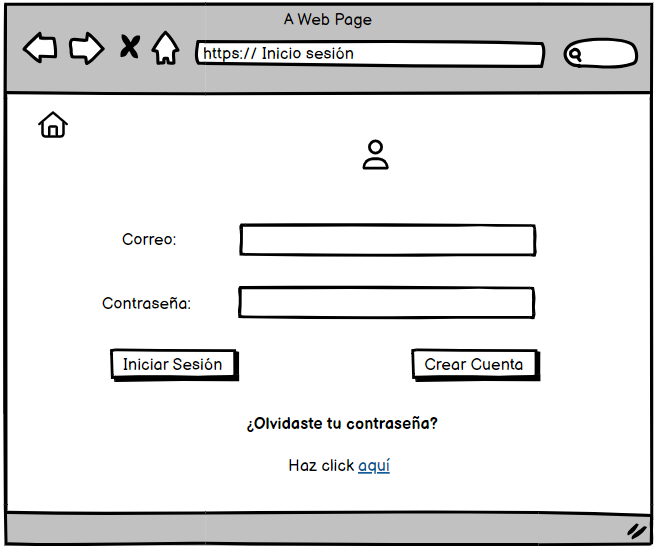 A Web Page
https:// Inicio sesión
Correo:
Contraseña:
Iniciar Sesión
Crear Cuenta
¿Olvidaste tu contraseña?
Haz click aquí